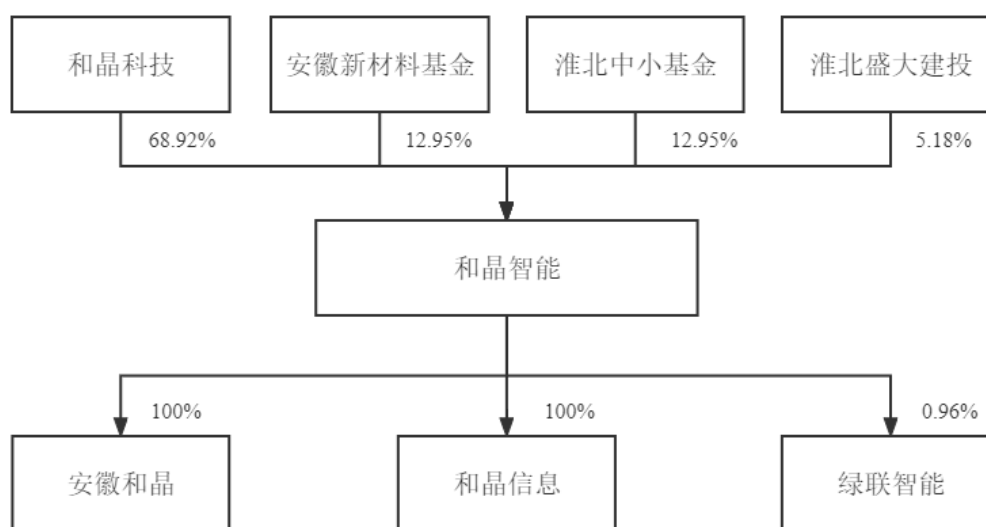 和晶科技 安徽新材料基金 淮北中小基金 淮北盛大建投
68.92% 12.95% 12.95% 5.18%
和晶智能
100% 100% 0.96%
安徽和晶 和晶信息 绿联智能